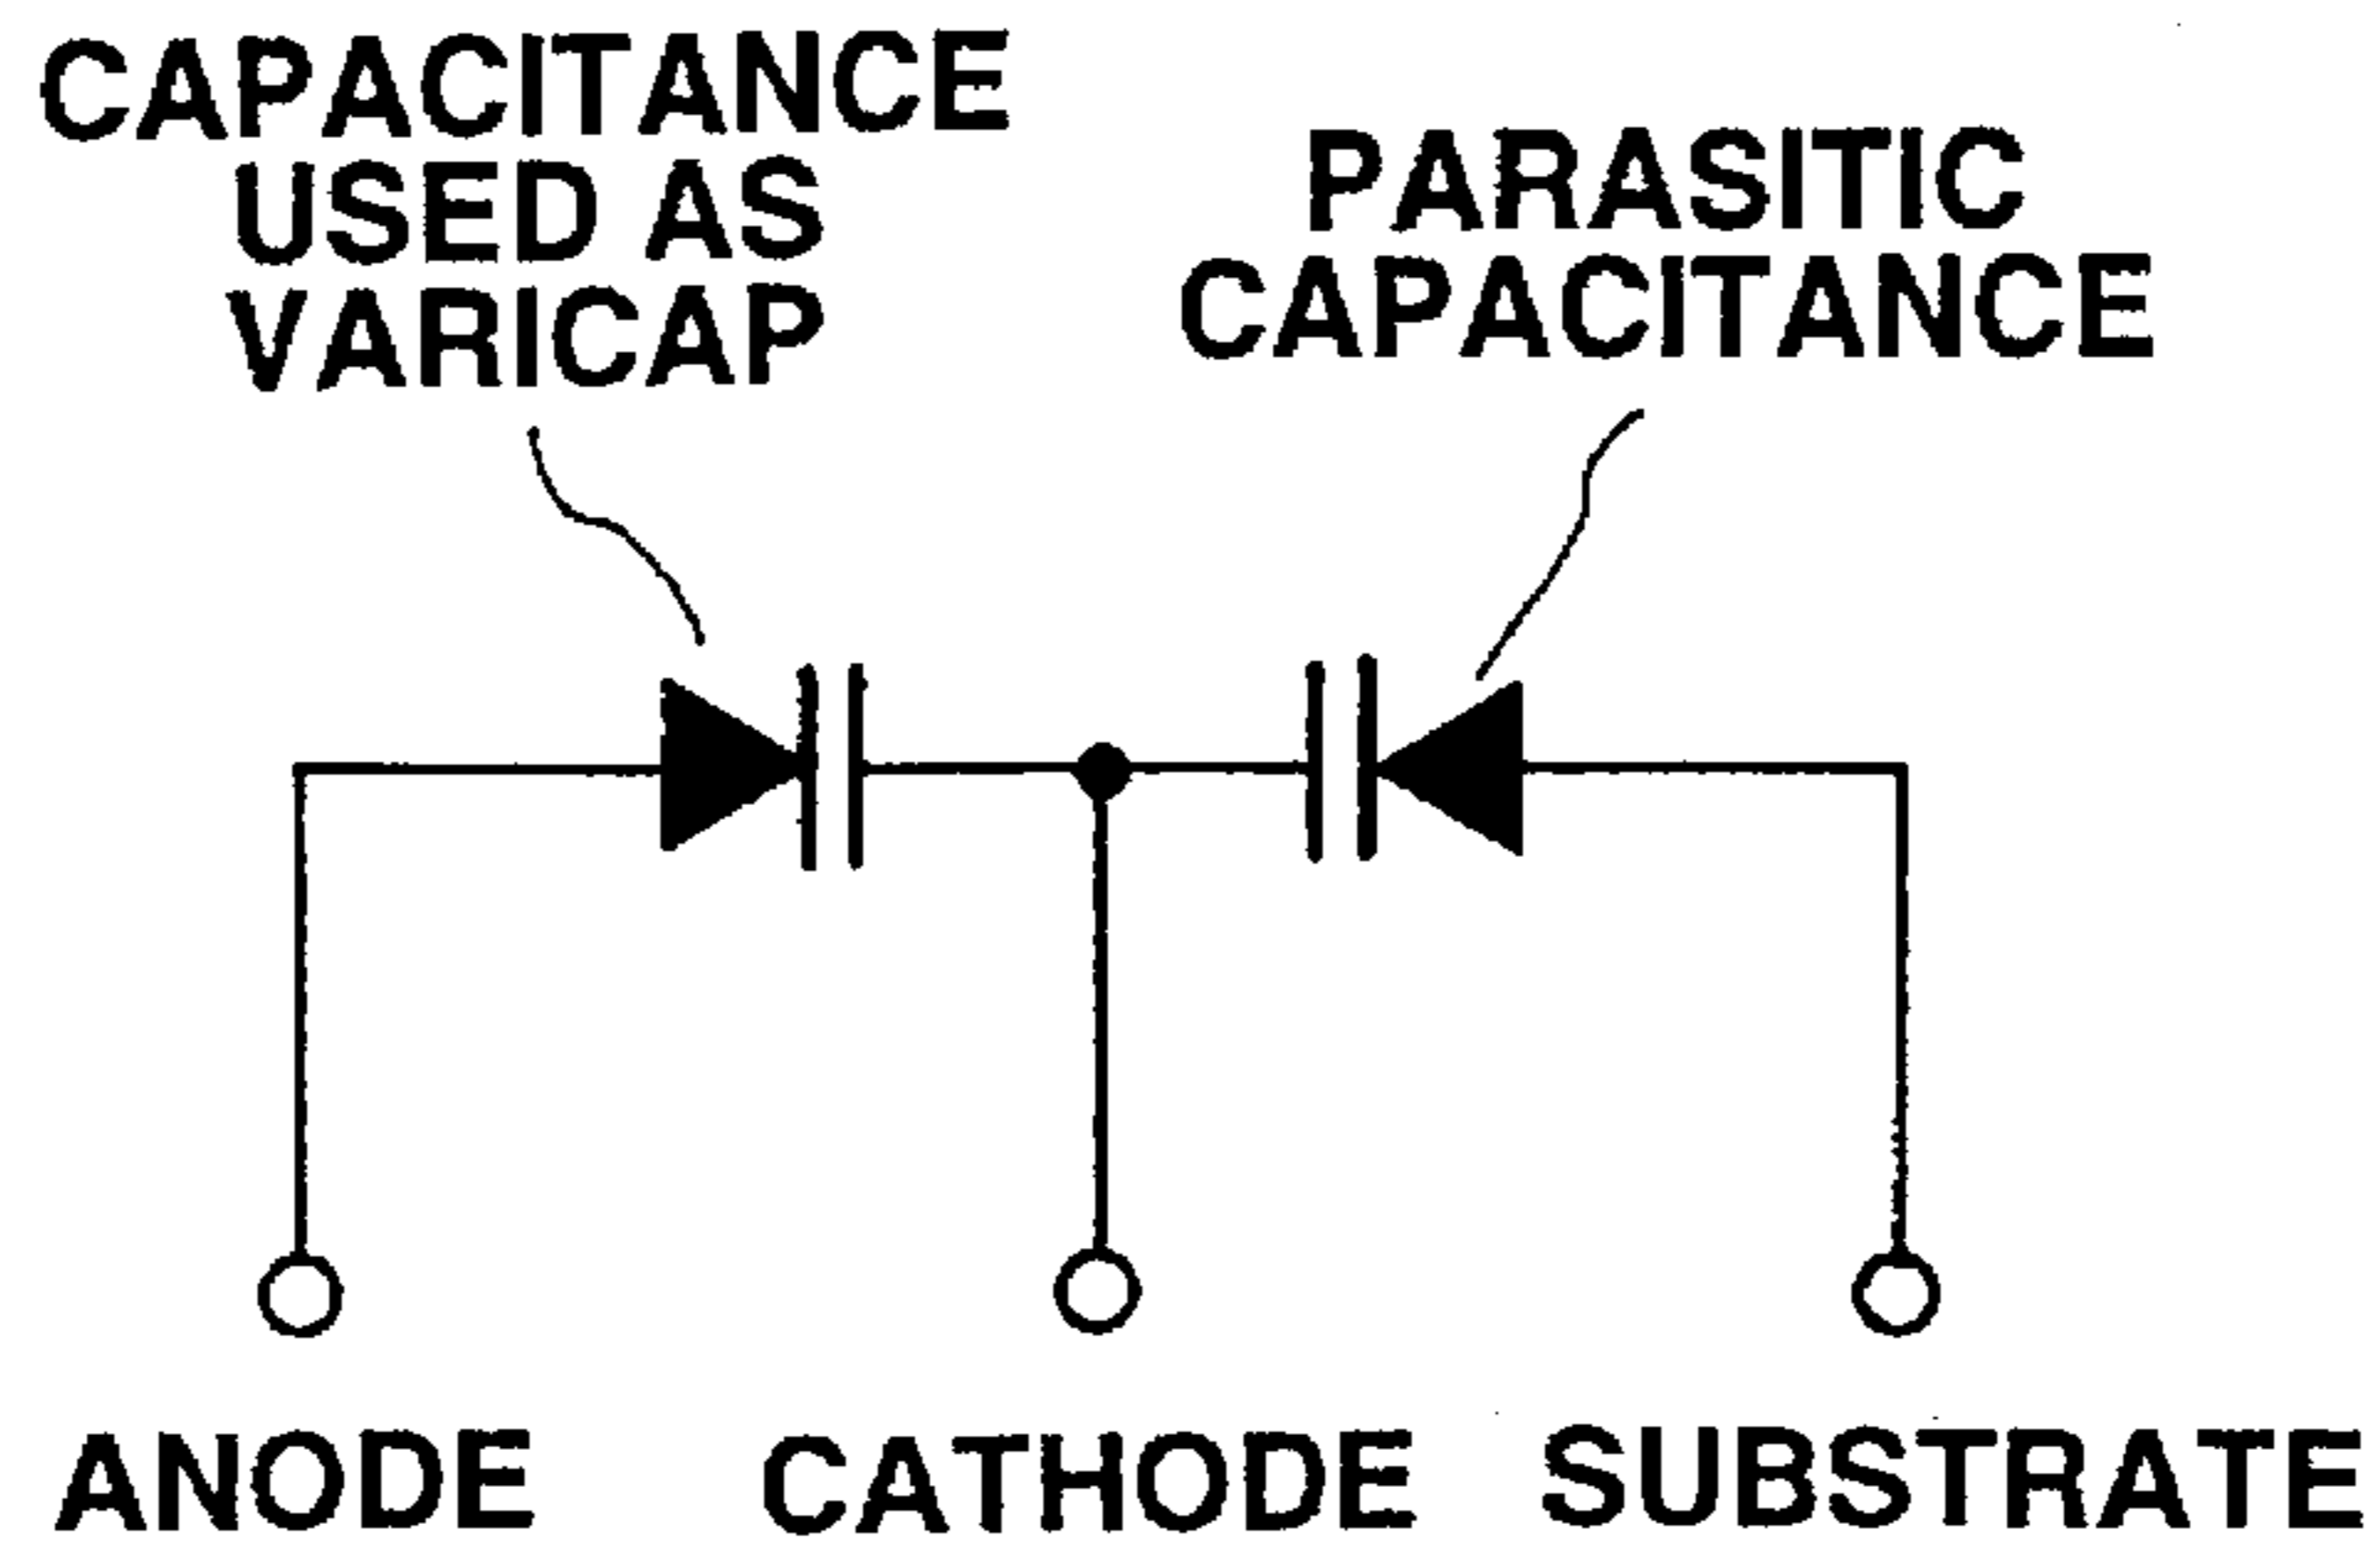 CAPACITANCE
USED AS
VARICAP
PARASITIC
CAPACITANCE
ANODE CATHODE SUBSTRATE